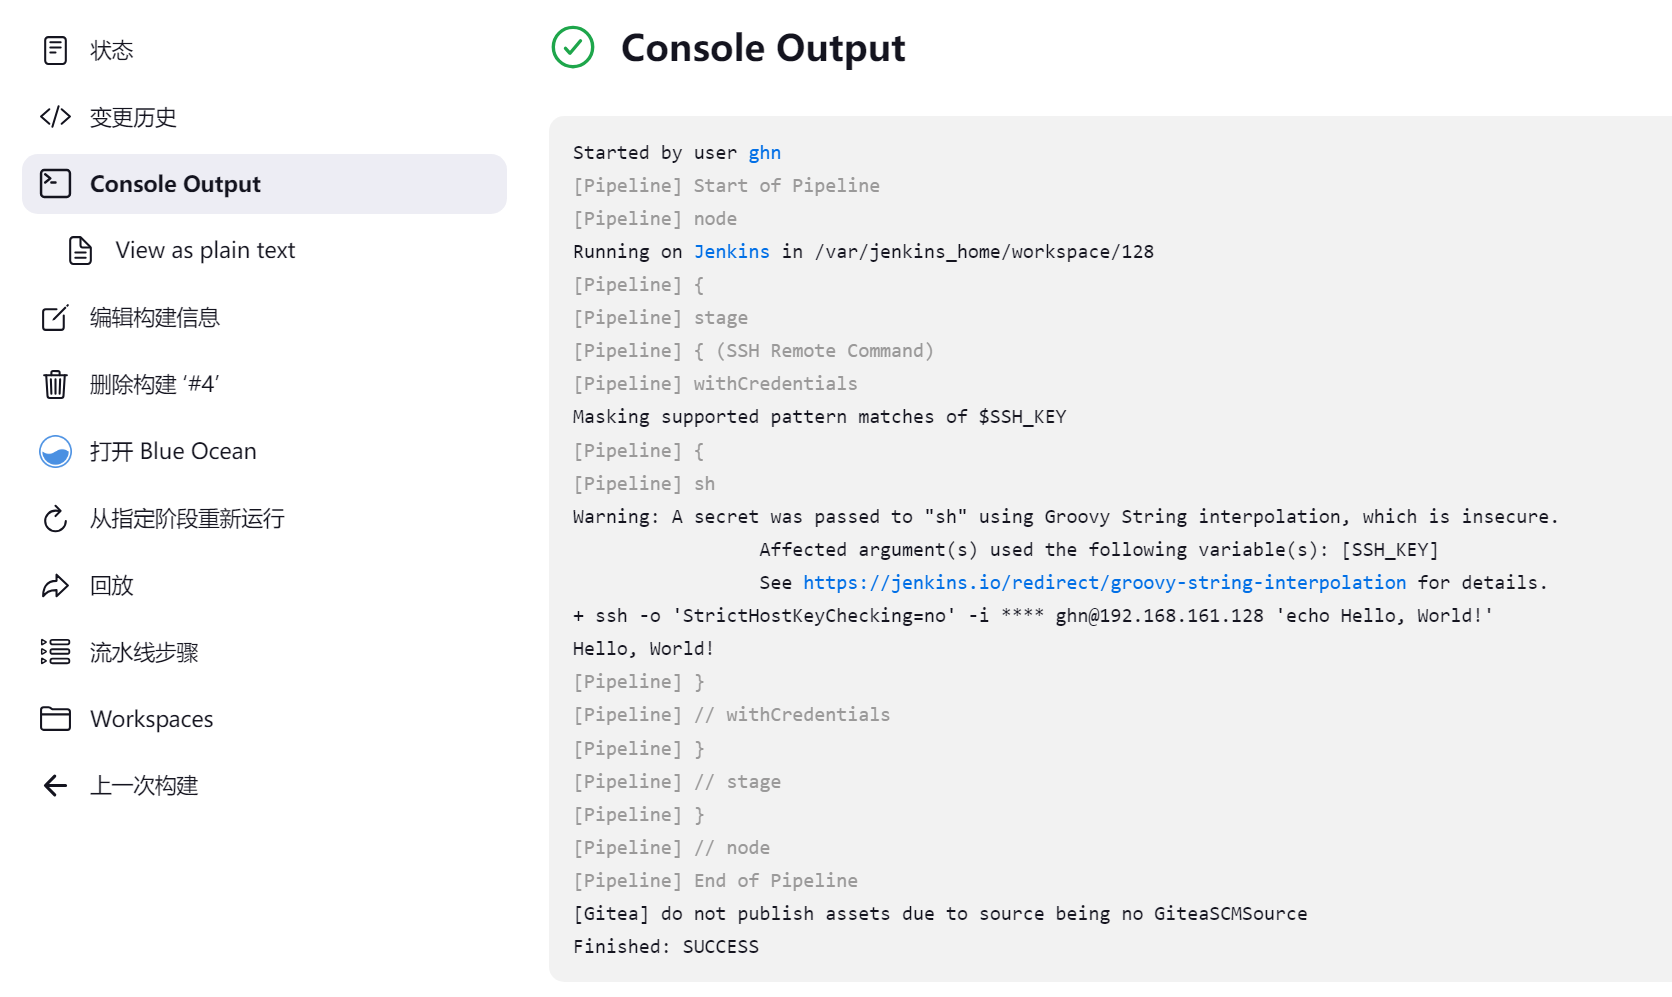 状态
变更历史
Console Output
View as plain text
编辑构建信息
删除构建 ‘#4’
打开 Blue Ocean
从指定阶段重新运行
回放
流水线步骤
Workspaces
上一次构建
Console Output
Started by user ghn
[Pipeline] Start of Pipeline
[Pipeline] node
Running on Jenkins in /var/jenkins_home/workspace/128
[Pipeline] {
[Pipeline] stage
[Pipeline] { (SSH Remote Command)
[Pipeline] withCredentials
Masking supported pattern matches of $SSH_KEY
[Pipeline] {
[Pipeline] sh
Warning: A secret was passed to "sh" using Groovy String interpolation, which is insecure.
Affected argument(s) used the following variable(s): [SSH_KEY]
See https://jenkins.io/redirect/groovy-string-interpolation for details.
+ ssh -o 'StrictHostKeyChecking=no' -i **** ghn@192.168.161.128 'echo Hello, World!'
Hello, World!
[Pipeline] }
[Pipeline] // withCredentials
[Pipeline] }
[Pipeline] // stage
[Pipeline] }
[Pipeline] // node
[Pipeline] End of Pipeline
[Gitea] do not publish assets due to source being no GiteaSCMSource
Finished: SUCCESS